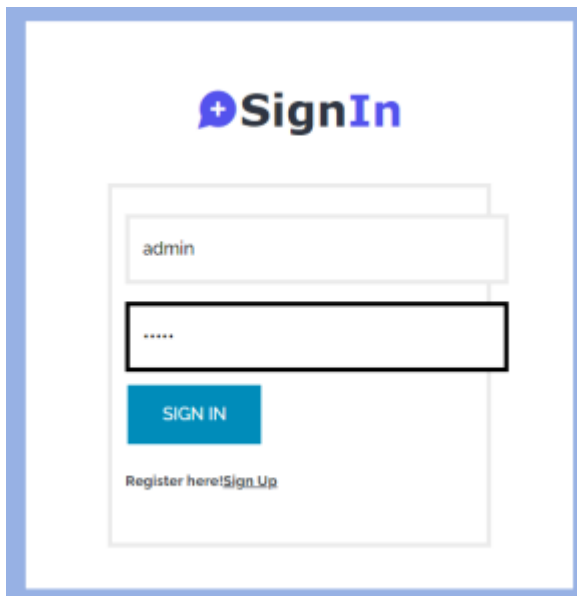 SignIn
admin
•••••
SIGN IN
Register here!Sign Up